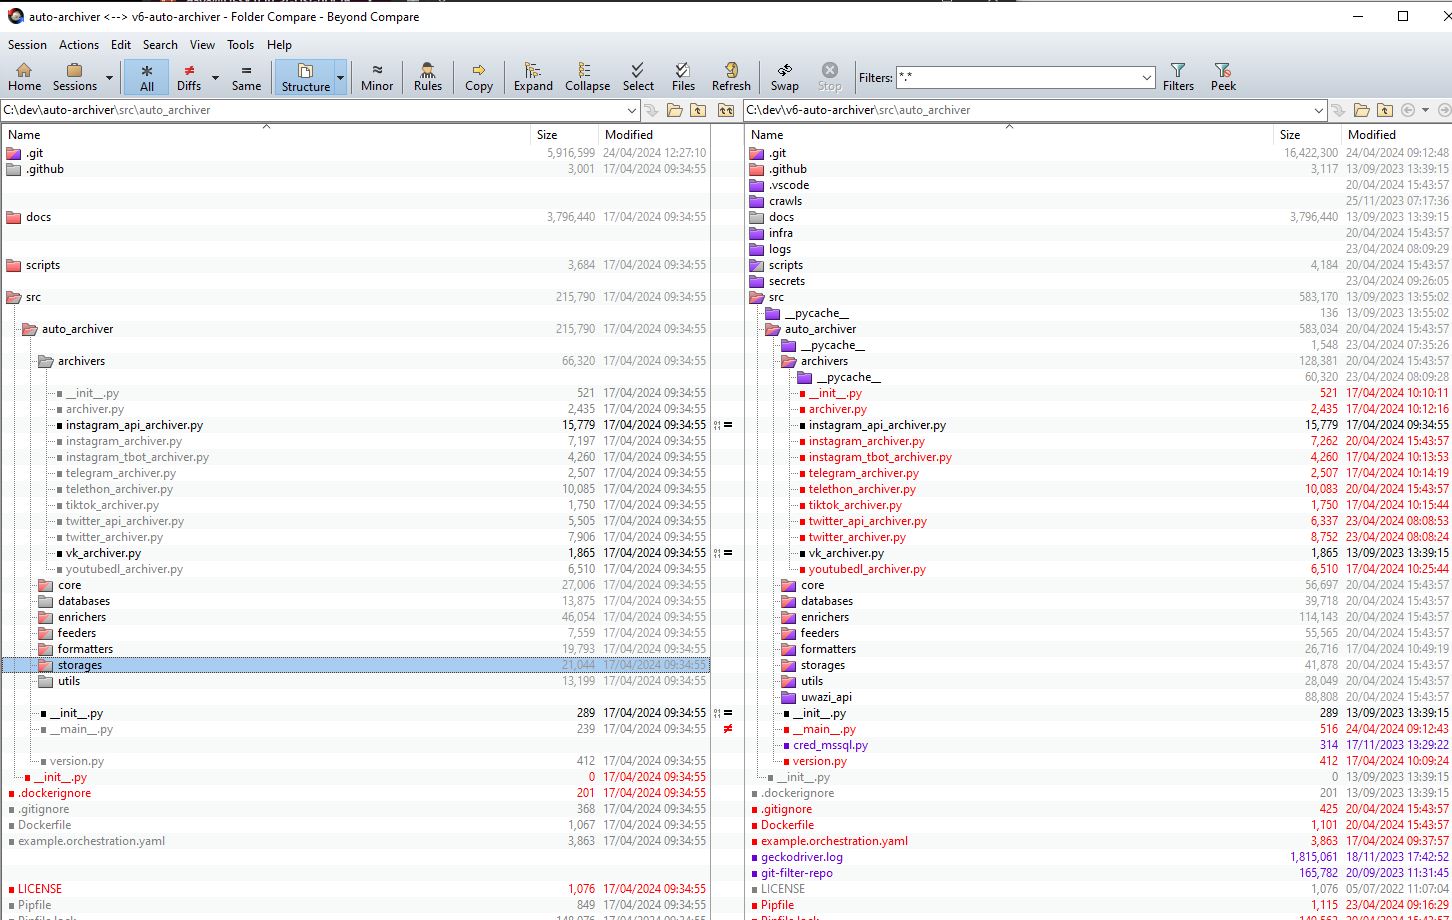 auto-archiver <--> v6-auto-archiver - Folder Compare - Beyond Compare
Session Actions Edit Search View Tools Help
Home Sessions All Diffs Same Structure Minor Rules Copy Expand Collapse Select Files Refresh Swap Stop Filters: *.* Filters Peek
C:\dev\auto-archiver\src\auto_archiver C:\dev\v6-auto-archiver\src\auto_archiver
Name Size Modified Name Size Modified
.git 5,916,599 24/04/2024 12:27:10 .git 16,422,300 24/04/2024 09:12:48
.github 3,001 17/04/2024 09:34:55 .github 3,117 13/09/2023 13:39:15
.vscode 20/04/2024 15:43:57
crawls 25/11/2023 07:17:36
docs 3,796,440 17/04/2024 09:34:55 docs 3,796,440 13/09/2023 13:39:15
infra 20/04/2024 15:43:57
logs 23/04/2024 08:09:29
scripts 3,684 17/04/2024 09:34:55 scripts 4,184 20/04/2024 15:43:57
secrets 23/04/2024 09:26:05
src 215,790 17/04/2024 09:34:55 src 583,170 13/09/2023 13:55:02
__pycache__ 136 13/09/2023 13:55:02
auto_archiver 215,790 17/04/2024 09:34:55 auto_archiver 583,034 20/04/2024 15:43:57
__pycache__ 1,548 23/04/2024 07:35:26
archivers 66,320 17/04/2024 09:34:55 archivers 128,381 20/04/2024 15:43:57
__pycache__ 60,320 23/04/2024 08:09:28
__init__.py 521 17/04/2024 09:34:55 __init__.py 521 17/04/2024 10:10:11
archiver.py 2,435 17/04/2024 09:34:55 archiver.py 2,435 17/04/2024 10:12:16
instagram_api_archiver.py 15,779 17/04/2024 09:34:55 = instagram_api_archiver.py 15,779 17/04/2024 09:34:55
instagram_archiver.py 7,197 17/04/2024 09:34:55 instagram_archiver.py 7,262 20/04/2024 15:43:57
instagram_tbot_archiver.py 4,260 17/04/2024 09:34:55 instagram_tbot_archiver.py 4,260 17/04/2024 10:13:53
telegram_archiver.py 2,507 17/04/2024 09:34:55 telegram_archiver.py 2,507 17/04/2024 10:14:19
telethon_archiver.py 10,085 17/04/2024 09:34:55 telethon_archiver.py 10,083 20/04/2024 15:43:57
tiktok_archiver.py 1,750 17/04/2024 09:34:55 tiktok_archiver.py 1,750 17/04/2024 10:15:44
twitter_api_archiver.py 5,505 17/04/2024 09:34:55 twitter_api_archiver.py 6,337 23/04/2024 08:08:53
twitter_archiver.py 7,906 17/04/2024 09:34:55 twitter_archiver.py 8,752 23/04/2024 08:08:24
vk_archiver.py 1,865 17/04/2024 09:34:55 = vk_archiver.py 1,865 13/09/2023 13:39:15
youtubedl_archiver.py 6,510 17/04/2024 09:34:55 youtubedl_archiver.py 6,510 17/04/2024 10:25:44
core 27,006 17/04/2024 09:34:55 core 56,697 20/04/2024 15:43:57
databases 13,875 17/04/2024 09:34:55 databases 39,718 20/04/2024 15:43:57
enrichers 46,054 17/04/2024 09:34:55 enrichers 114,143 20/04/2024 15:43:57
feeders 7,559 17/04/2024 09:34:55 feeders 55,565 20/04/2024 15:43:57
formatters 19,793 17/04/2024 09:34:55 formatters 26,716 17/04/2024 10:49:19
storages 21,044 17/04/2024 09:34:55 storages 41,878 20/04/2024 15:43:57
utils 13,199 17/04/2024 09:34:55 utils 28,049 20/04/2024 15:43:57
uwazi_api 88,808 20/04/2024 15:43:57
__init__.py 289 17/04/2024 09:34:55 = __init__.py 289 13/09/2023 13:39:15
__main__.py 239 17/04/2024 09:34:55 ≠ __main__.py 516 24/04/2024 09:12:43
cred_mssql.py 314 17/11/2023 13:29:22
version.py 412 17/04/2024 09:34:55 version.py 412 17/04/2024 10:09:24
__init__.py 0 17/04/2024 09:34:55 __init__.py 0 13/09/2023 13:39:15
.dockerignore 201 17/04/2024 09:34:55 .dockerignore 201 13/09/2023 13:39:15
.gitignore 368 17/04/2024 09:34:55 .gitignore 425 20/04/2024 15:43:57
Dockerfile 1,067 17/04/2024 09:34:55 Dockerfile 1,101 20/04/2024 15:43:57
example.orchestration.yaml 3,863 17/04/2024 09:34:55 example.orchestration.yaml 3,863 17/04/2024 09:37:57
geckodriver.log 1,815,061 18/11/2023 17:42:52
git-filter-repo 165,782 20/09/2023 11:31:45
LICENSE 1,076 17/04/2024 09:34:55 LICENSE 1,076 05/07/2022 11:07:04
Pipfile 849 17/04/2024 09:34:55 Pipfile 1,115 23/04/2024 09:16:29